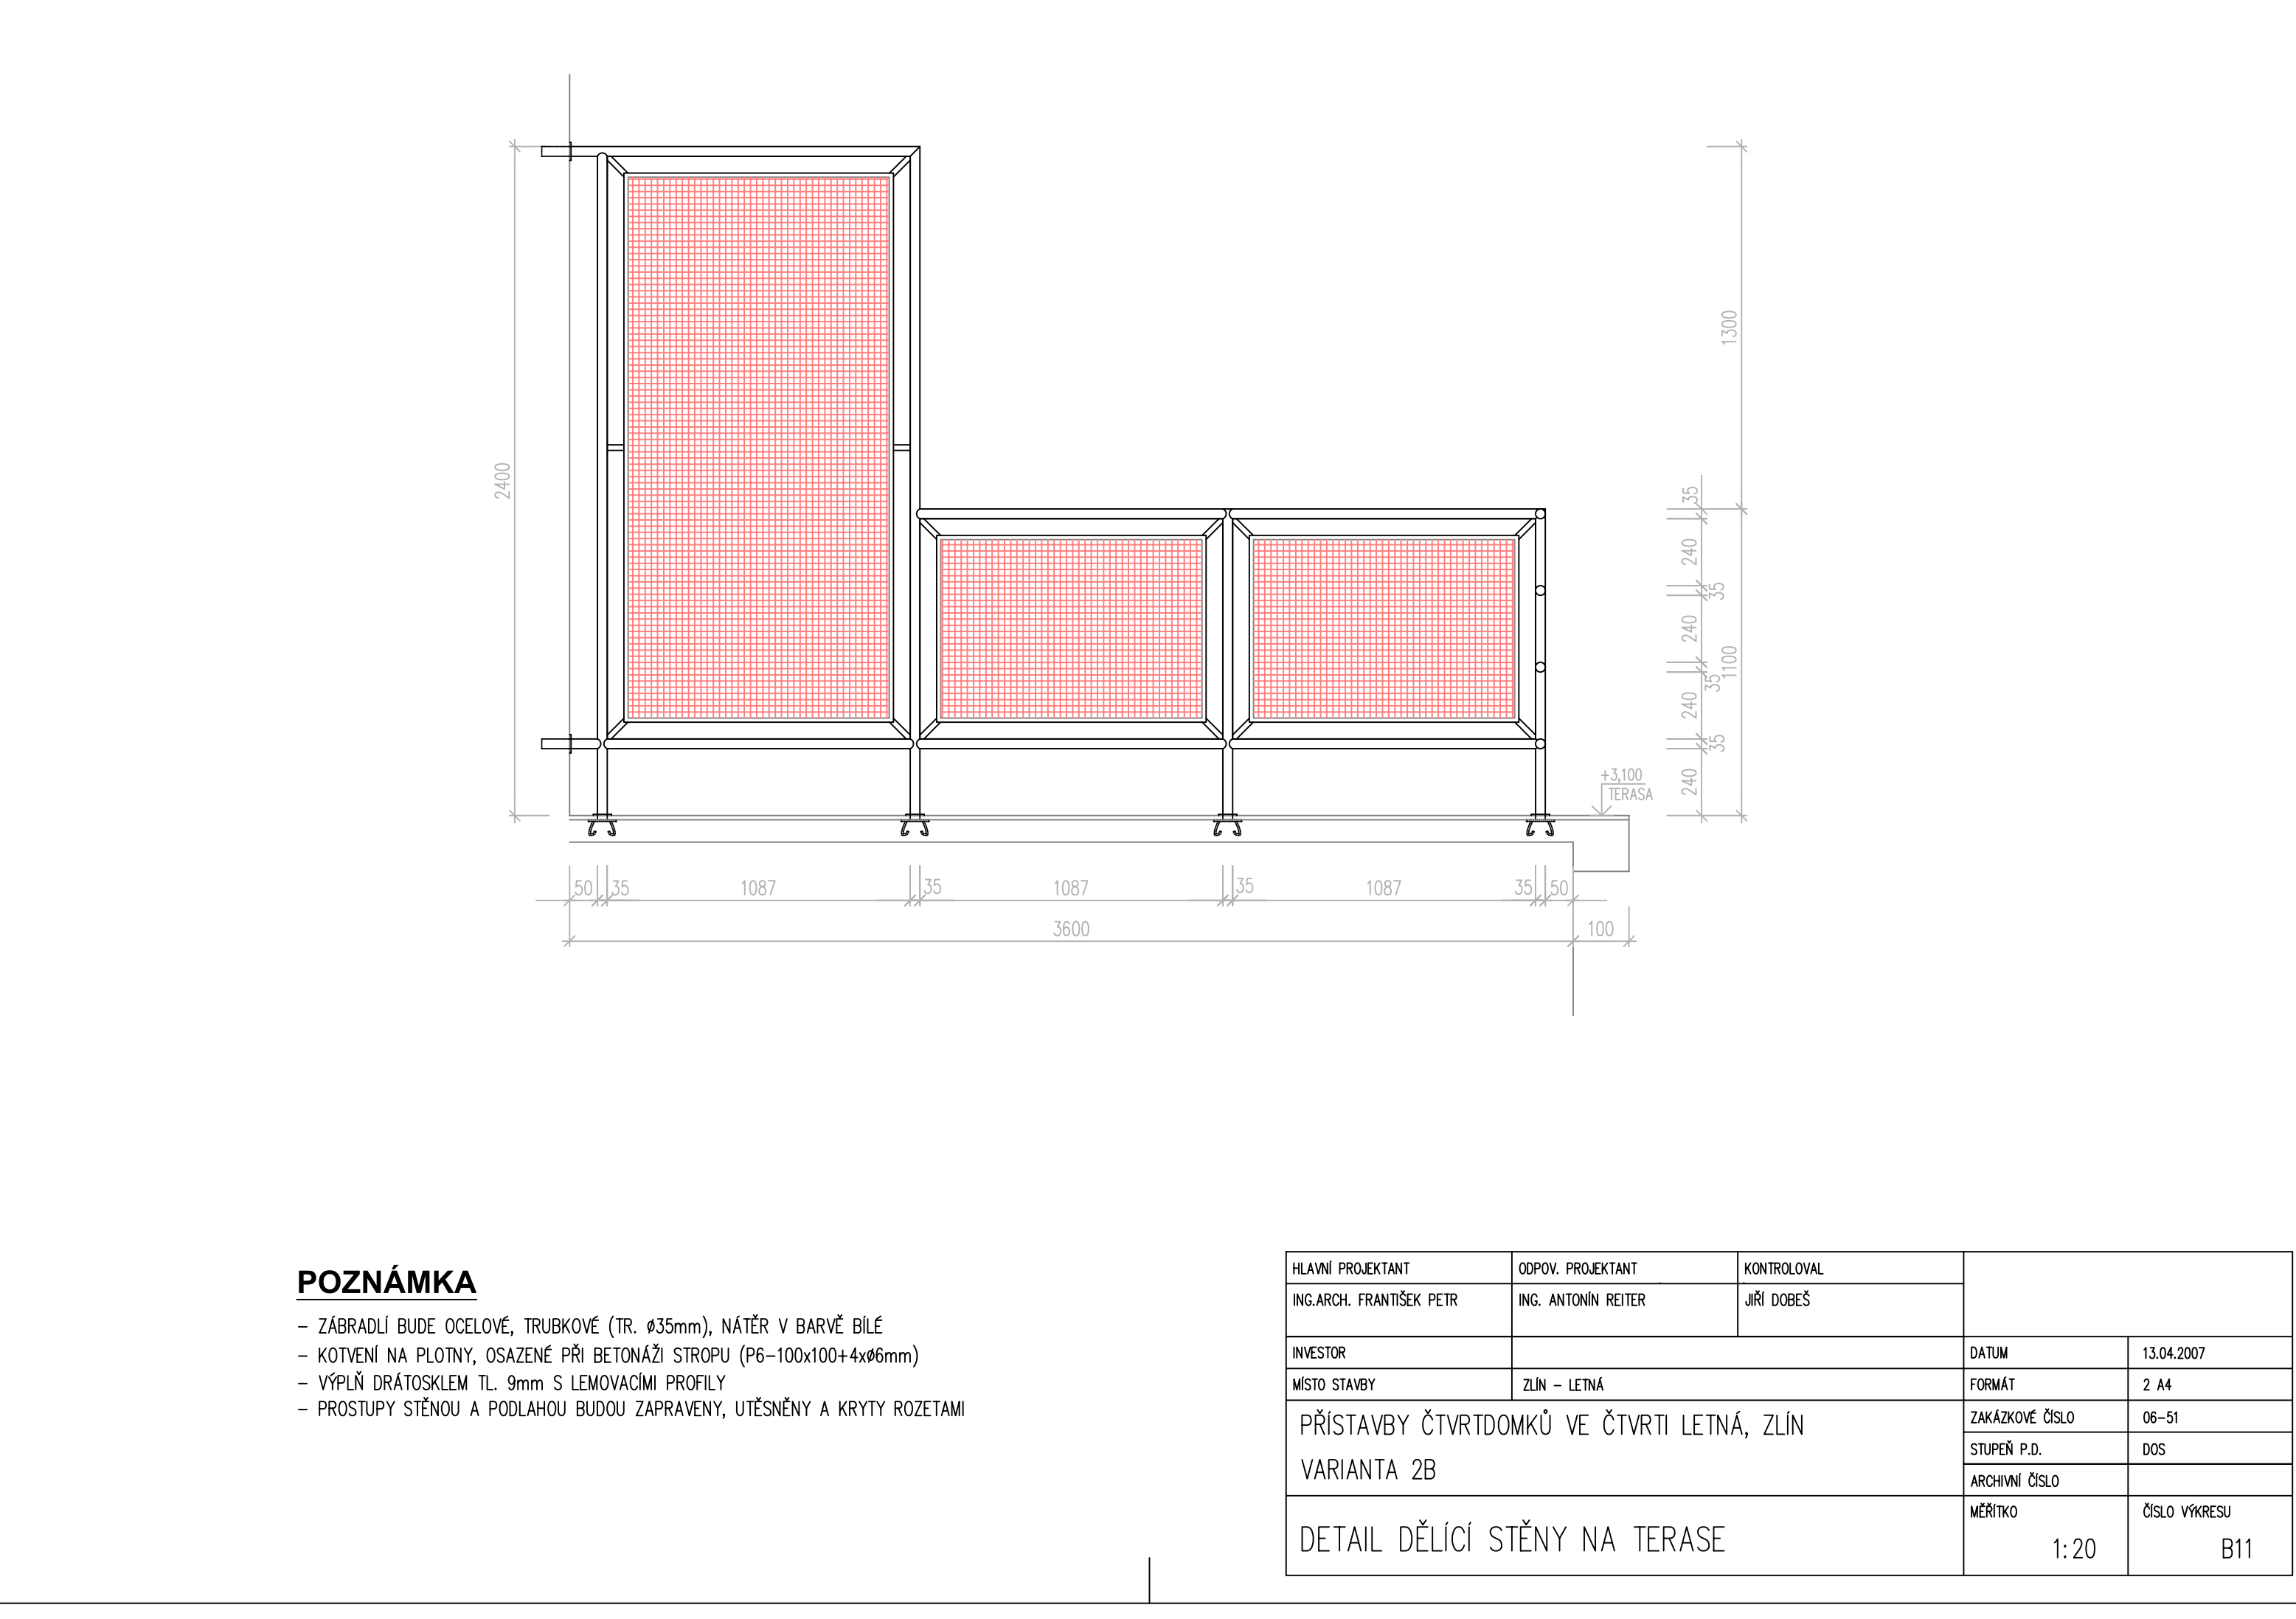 2400
1300
35
240
35
240
1100
35
240
35
240
+3,100
TERASA
50
35
1087
35
1087
35
1087
35
50
3600
100
POZNÁMKA
- ZÁBRADLÍ BUDE OCELOVÉ, TRUBKOVÉ (TR. ø35mm), NÁTĚR V BARVĚ BÍLÉ
- KOTVENÍ NA PLOTNY, OSAZENÉ PŘI BETONÁŽI STROPU (P6-100x100+4xø6mm)
- VÝPLŇ DRÁTOSKLEM TL. 9mm S LEMOVACÍMI PROFILY
- PROSTUPY STĚNOU A PODLAHOU BUDOU ZAPRAVENY, UTĚSNĚNY A KRYTY ROZETAMI
HLAVNÍ PROJEKTANT
ODPOV. PROJEKTANT
KONTROLOVAL
ING.ARCH. FRANTIŠEK PETR
ING. ANTONÍN REITER
JIŘÍ DOBEŠ
INVESTOR
DATUM
13.04.2007
MÍSTO STAVBY
ZLÍN - LETNÁ
FORMÁT
2 A4
PŘÍSTAVBY ČTVRTDOMKŮ VE ČTVRTI LETNÁ, ZLÍN
VARIANTA 2B
ZAKÁZKOVÉ ČÍSLO
06-51
STUPEŇ P.D.
DOS
ARCHIVNÍ ČÍSLO
DETAIL DĚLÍCÍ STĚNY NA TERASE
MĚŘÍTKO
1:20
ČÍSLO VÝKRESU
B11